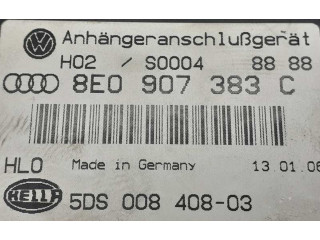 Anhängeranschlußgerät
H02 / S0004 88 88
8E0 907 383 C
HLO Made in Germany 13.01.06
HELLA 5DS 008 408-03